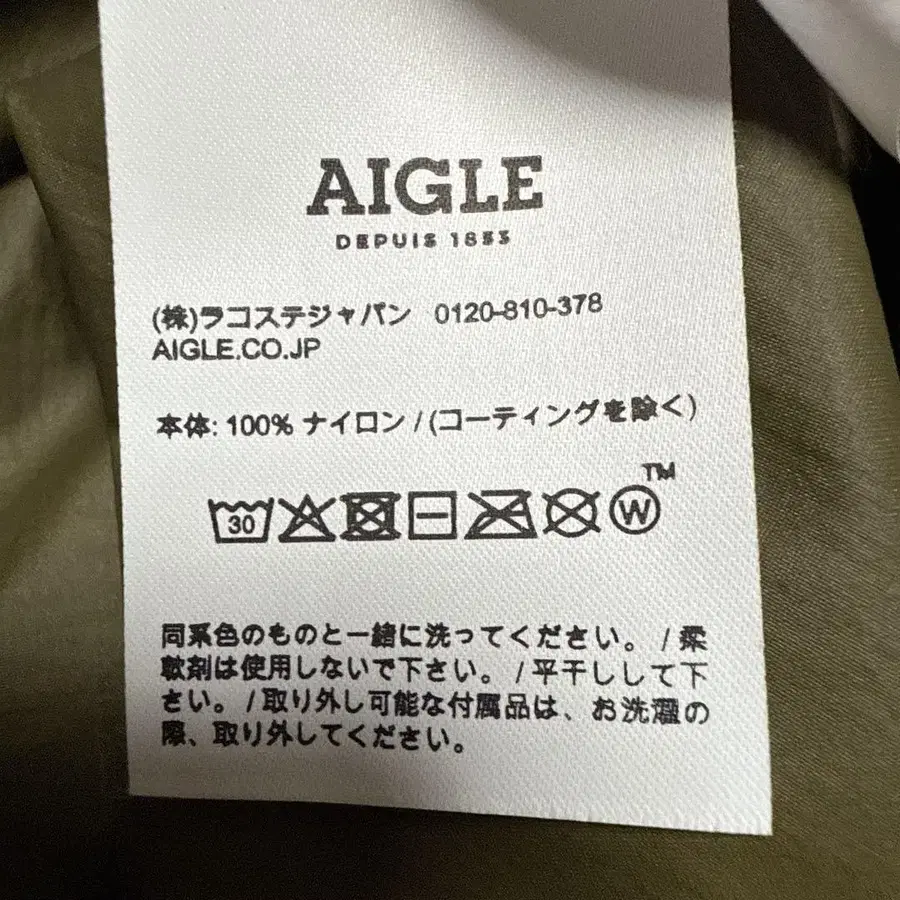 AIGLE
DEPUIS 1853
(株)ラコステジャパン 0120-810-378
AIGLE.CO.JP
本体: 100% ナイロン / (コーティングを除く)
30 W TM
同系色のものと一緒に洗ってください。 / 柔
軟剤は使用しないで下さい。 / 平干しして下
さい。 / 取り外し可能な付属品は、お洗濯の
際、取り外してください。